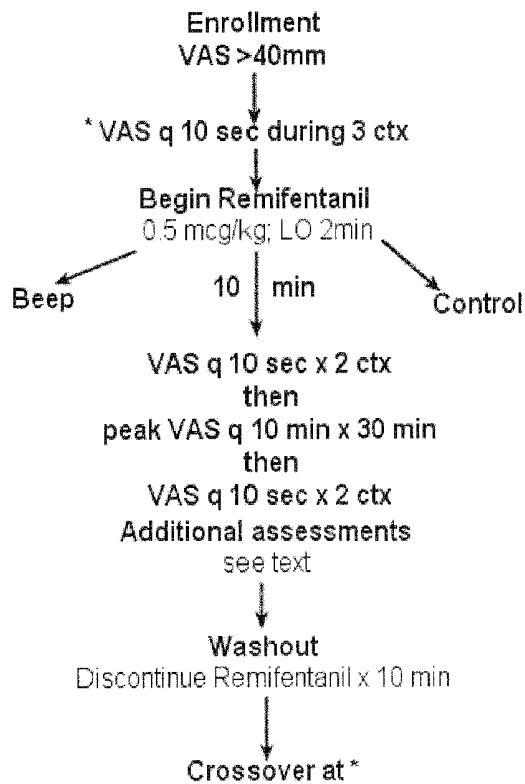 Enrollment
VAS >40mm
* VAS q 10 sec during 3 ctx
Begin Remifentanil
0.5 mcg/kg; LO 2min
Beep
10 min
Control
VAS q 10 sec x 2 ctx
then
peak VAS q 10 min x 30 min
then
VAS q 10 sec x 2 ctx
Additional assessments
see text
Washout
Discontinue Remifentanil x 10 min
Crossover at *